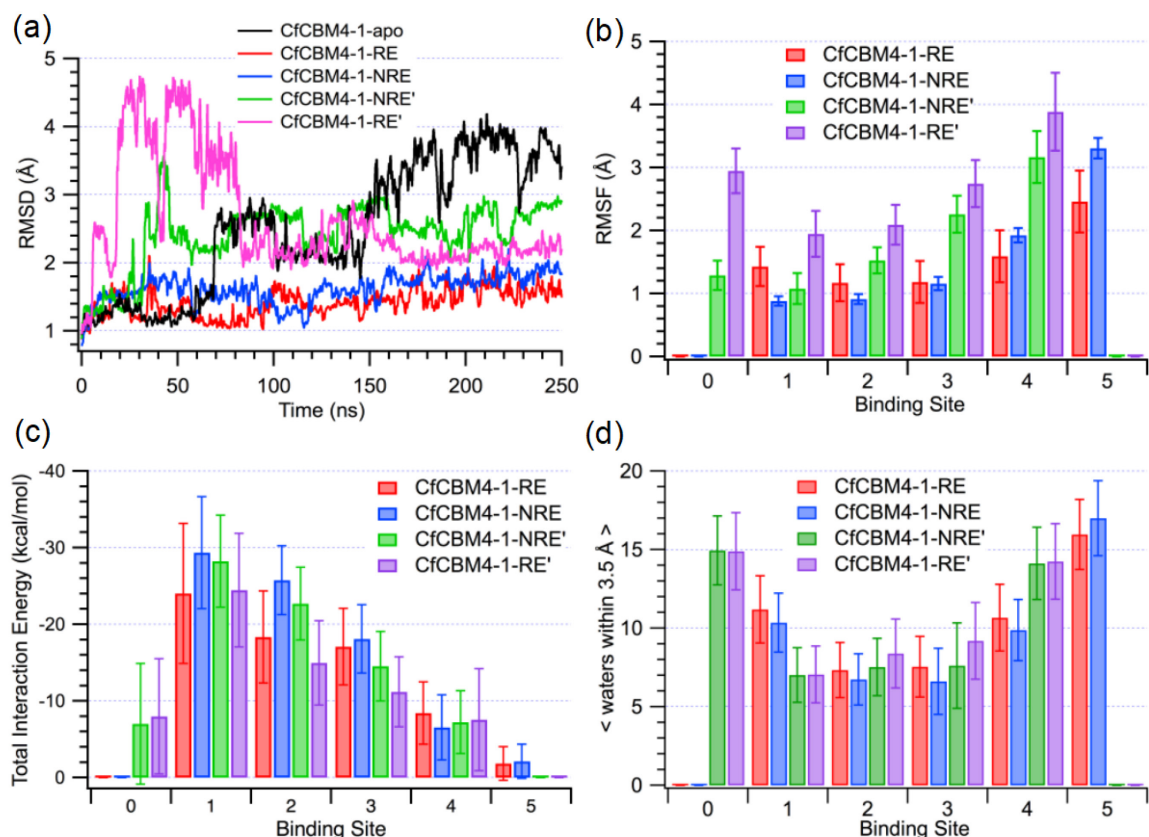 (a)
CfCBM4-1-apo
CfCBM4-1-RE
CfCBM4-1-NRE
CfCBM4-1-NRE'
CfCBM4-1-RE'
5
4
3
2
1
RMSD (Å)
0
50
100
150
200
250
Time (ns)
(b)
CfCBM4-1-RE
CfCBM4-1-NRE
CfCBM4-1-NRE'
CfCBM4-1-RE'
5
4
3
2
1
0
RMSF (Å)
0
1
2
3
4
5
Binding Site
(c)
CfCBM4-1-RE
CfCBM4-1-NRE
CfCBM4-1-NRE'
CfCBM4-1-RE'
-40
-30
-20
-10
0
Total Interaction Energy (kcal/mol)
0
1
2
3
4
5
Binding Site
(d)
CfCBM4-1-RE
CfCBM4-1-NRE
CfCBM4-1-NRE'
CfCBM4-1-RE'
20
15
10
5
0
< waters within 3.5 Å >
0
1
2
3
4
5
Binding Site